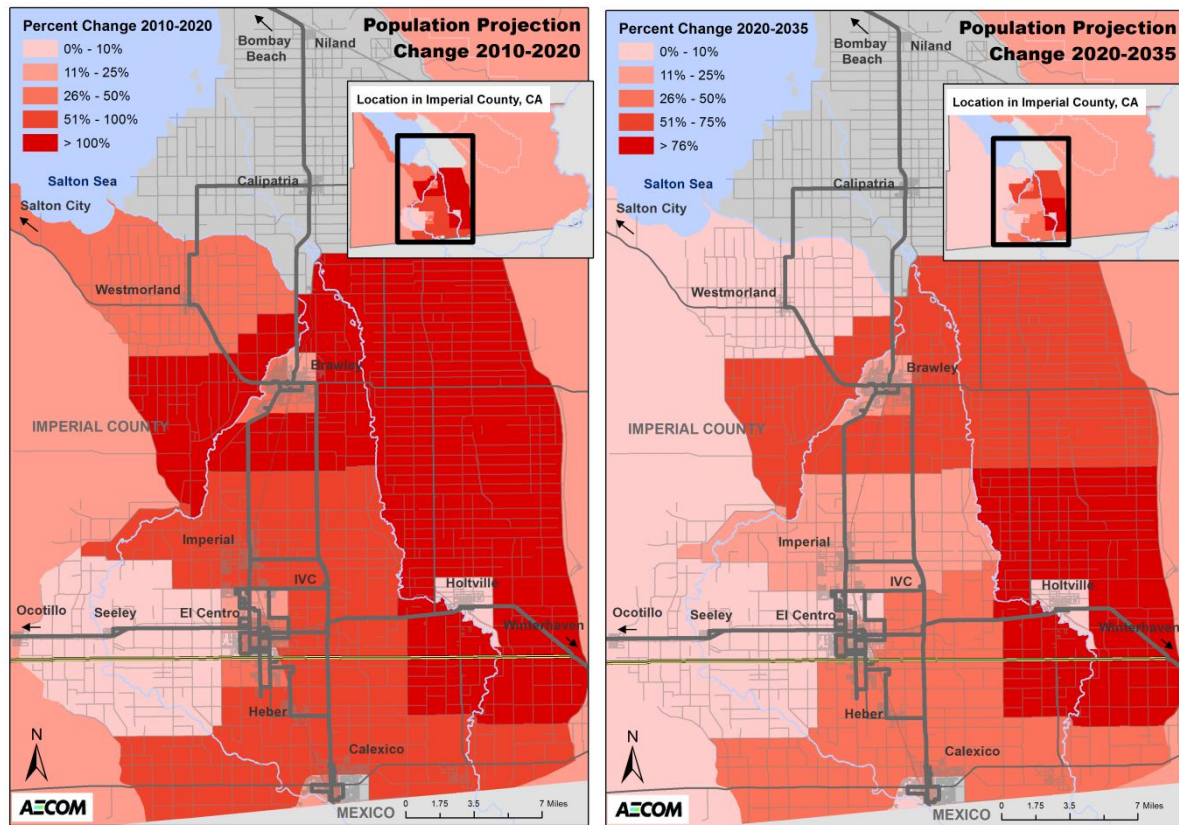 Percent Change 2010-2020
0% - 10%
11% - 25%
26% - 50%
51% - 100%
> 100%
Population Projection
Change 2010-2020
Bombay
Beach
Niland
Location in Imperial County, CA
Salton Sea
Salton City
Calipatria
Westmorland
Brawley
IMPERIAL COUNTY
Imperial
IVC
Holtville
Ocotillo
Seeley
El Centro
Winterhaven
Heber
Calexico
N
AECOM
MEXICO
0 1.75 3.5 7 Miles
Percent Change 2020-2035
0% - 10%
11% - 25%
26% - 50%
51% - 75%
> 76%
Population Projection
Change 2020-2035
Bombay
Beach
Niland
Location in Imperial County, CA
Salton Sea
Salton City
Calipatria
Westmorland
Brawley
IMPERIAL COUNTY
Imperial
IVC
Holtville
Ocotillo
Seeley
El Centro
Winterhaven
Heber
Calexico
N
AECOM
MEXICO
0 1.75 3.5 7 Miles